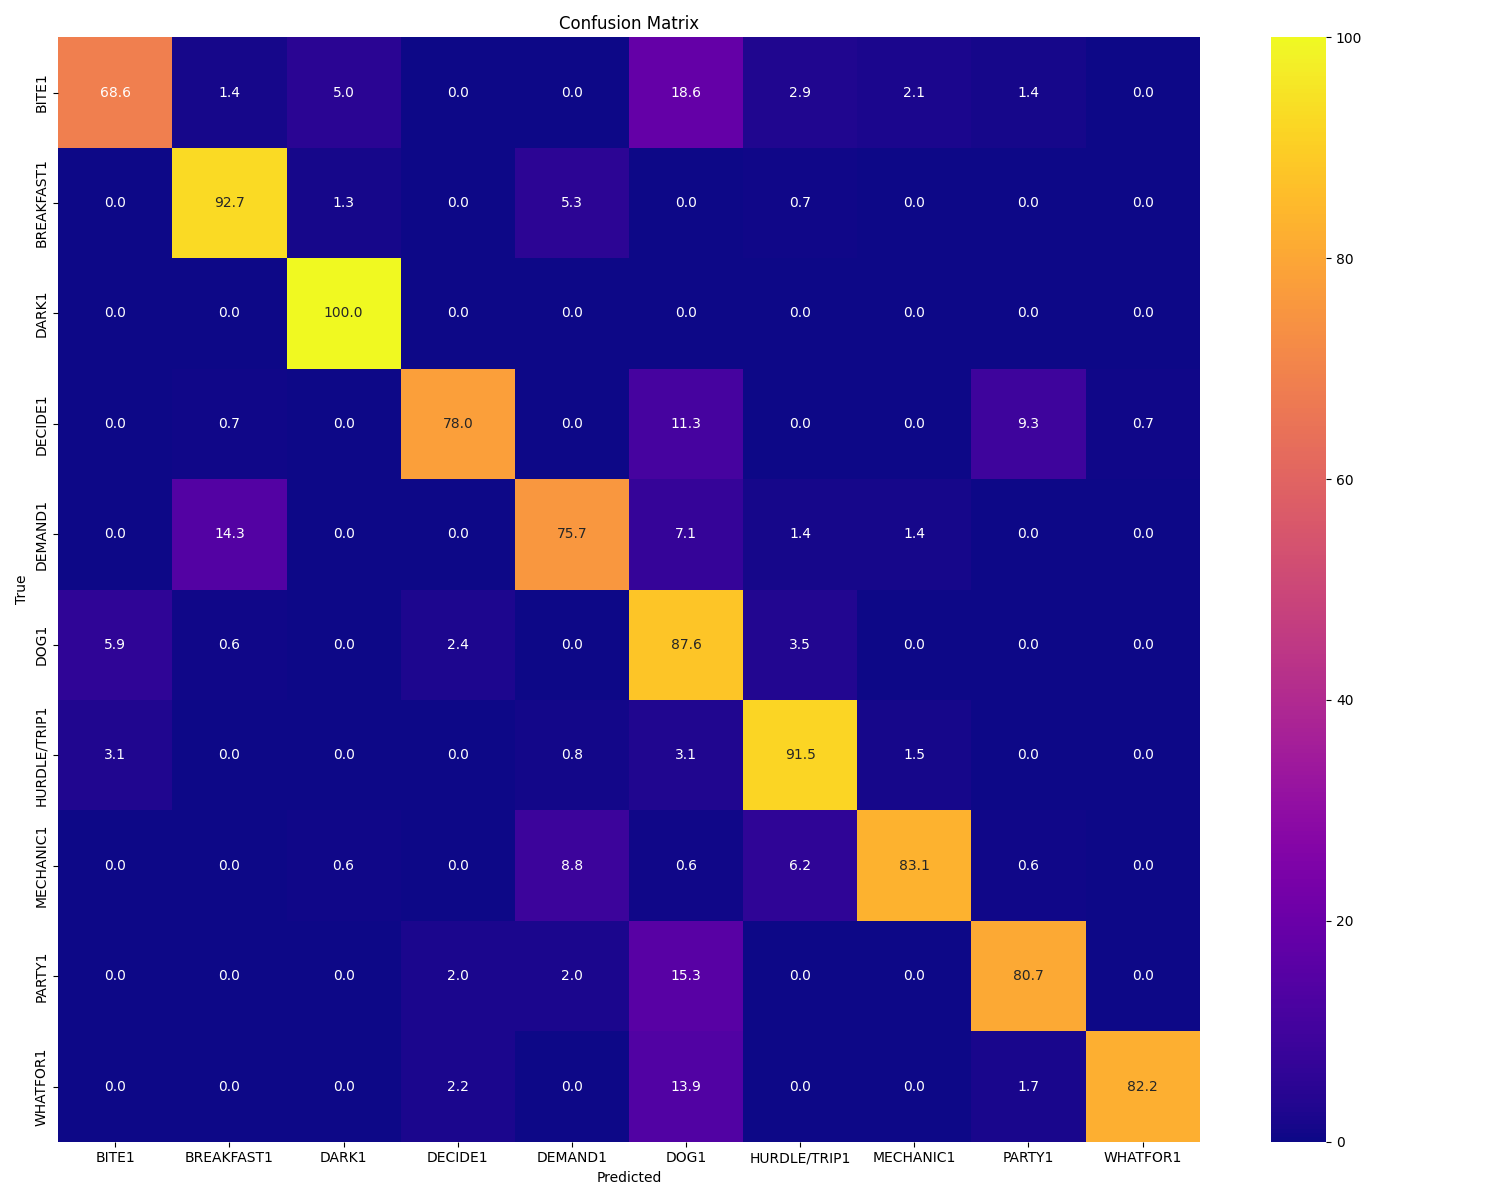 Confusion Matrix
BITE1 68.6 1.4 5.0 0.0 0.0 18.6 2.9 2.1 1.4 0.0
BREAKFAST1 0.0 92.7 1.3 0.0 5.3 0.0 0.7 0.0 0.0 0.0
DARK1 0.0 0.0 100.0 0.0 0.0 0.0 0.0 0.0 0.0 0.0
DECIDE1 0.0 0.7 0.0 78.0 0.0 11.3 0.0 0.0 9.3 0.7
DEMAND1 0.0 14.3 0.0 0.0 75.7 7.1 1.4 1.4 0.0 0.0
True
DOG1 5.9 0.6 0.0 2.4 0.0 87.6 3.5 0.0 0.0 0.0
HURDLE/TRIP1 3.1 0.0 0.0 0.0 0.8 3.1 91.5 1.5 0.0 0.0
MECHANIC1 0.0 0.0 0.6 0.0 8.8 0.6 6.2 83.1 0.6 0.0
PARTY1 0.0 0.0 0.0 2.0 2.0 15.3 0.0 0.0 80.7 0.0
WHATFOR1 0.0 0.0 0.0 2.2 0.0 13.9 0.0 0.0 1.7 82.2
BITE1 BREAKFAST1 DARK1 DECIDE1 DEMAND1 DOG1 HURDLE/TRIP1 MECHANIC1 PARTY1 WHATFOR1
Predicted
100
80
60
40
20
0